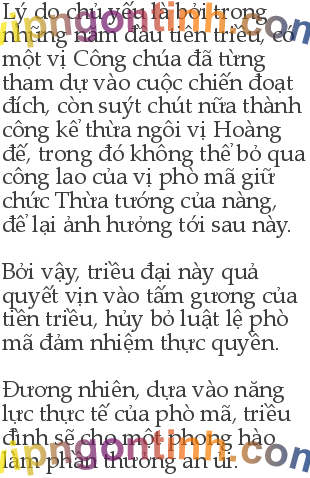 Lý do chủ yếu là bởi trong
những năm đầu tiền triều, có
một vị Công chúa đã từng
tham dự vào cuộc chiến đoạt
đích, còn suýt chút nữa thành
công kể thừa ngôi vị Hoàng
đế, trong đó không thể bỏ qua
công lao của vị phò mã giữ
chức Thừa tướng của nàng,
để lại ảnh hưởng tới sau này.
Bởi vậy, triều đại này quả
quyết vịn vào tấm gương của
tiền triều, hủy bỏ luật lệ phò
mã đảm nhiệm thực quyền.
Đương nhiên, dựa vào năng
lực thực tế của phò mã, triều
đình sẽ cho một phong hào
làm phần thưởng an ủi.
vipngontinh.com
vipngontinh.com